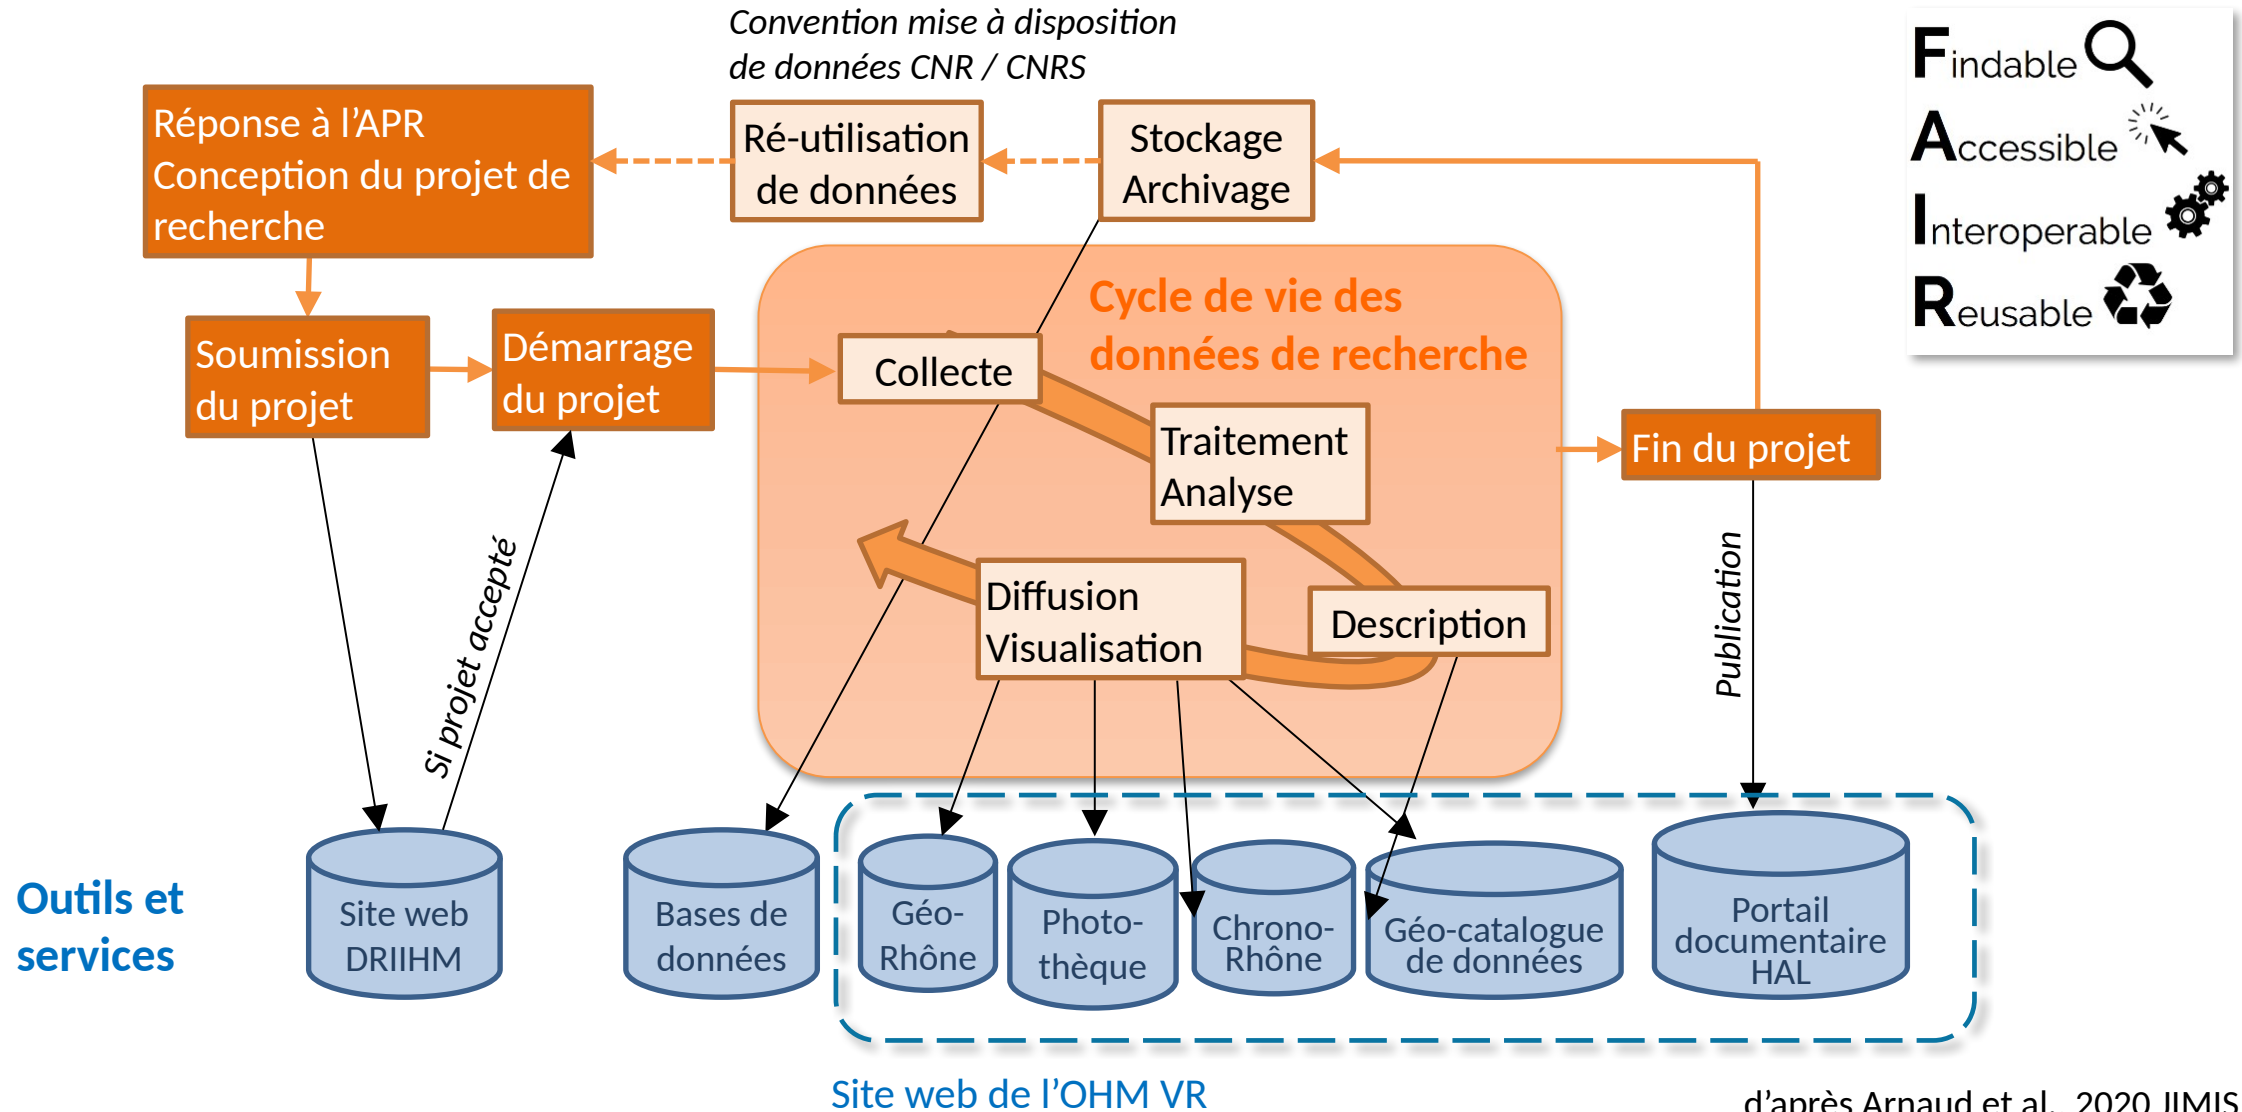 Convention mise à disposition
de données CNR / CNRS
Findable
Accessible
Interoperable
Reusable
Réponse à l’APR
Conception du projet de
recherche
Ré-utilisation
de données
Stockage
Archivage
Cycle de vie des
données de recherche
Soumission
du projet
Démarrage
du projet
Collecte
Traitement
Analyse
Fin du projet
Diffusion
Visualisation
Description
Si projet accepté
Publication
Outils et
services
Site web
DRIIHM
Bases de
données
Géo-
Rhône
Photo-
thèque
Chrono-
Rhône
Géo-catalogue
de données
Portail
documentaire
HAL
Site web de l’OHM VR
d’après Arnaud et al., 2020 JIMIS